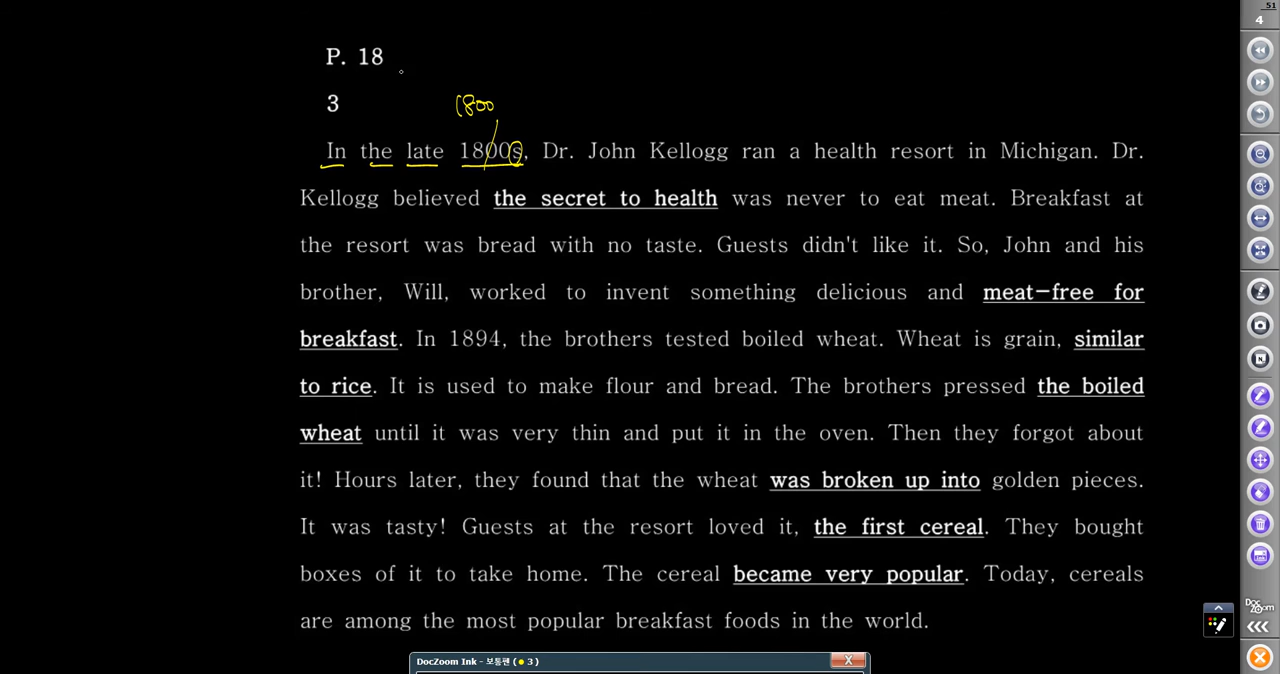 51
4
P. 18
3
1800
In the late 1800s, Dr. John Kellogg ran a health resort in Michigan. Dr.
Kellogg believed the secret to health was never to eat meat. Breakfast at
the resort was bread with no taste. Guests didn't like it. So, John and his
brother, Will, worked to invent something delicious and meat-free for
breakfast. In 1894, the brothers tested boiled wheat. Wheat is grain, similar
to rice. It is used to make flour and bread. The brothers pressed the boiled
wheat until it was very thin and put it in the oven. Then they forgot about
it! Hours later, they found that the wheat was broken up into golden pieces.
It was tasty! Guests at the resort loved it, the first cereal. They bought
boxes of it to take home. The cereal became very popular. Today, cereals
are among the most popular breakfast foods in the world.
Doc
Zoom
DocZoom Ink - 보통펜 ( 3 )